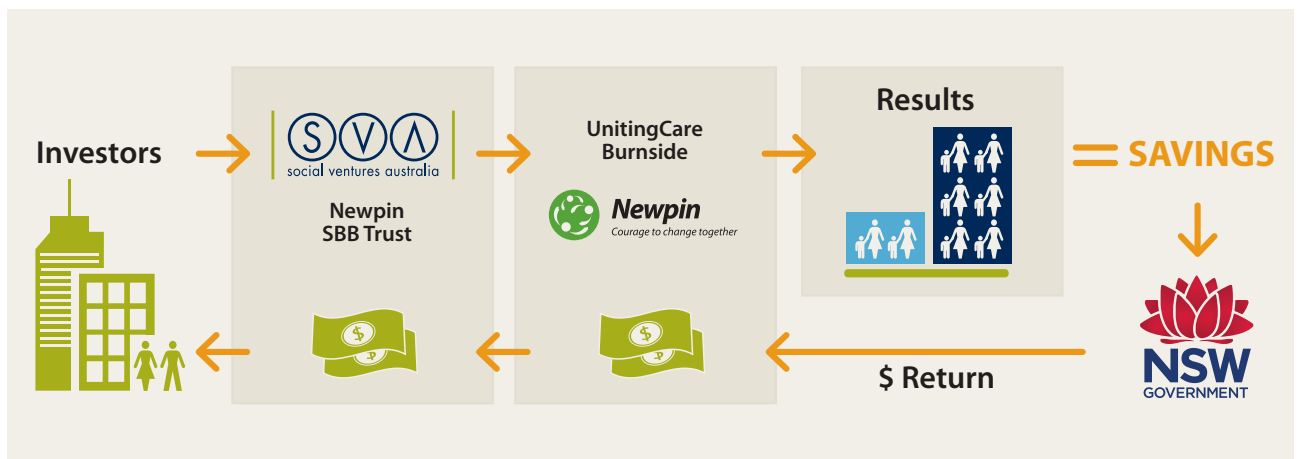 Investors
SVA
social ventures australia
Newpin
SBB Trust
UnitingCare
Burnside
Newpin
Courage to change together
Results
= SAVINGS
$ Return
NSW
GOVERNMENT
$
$
$
$